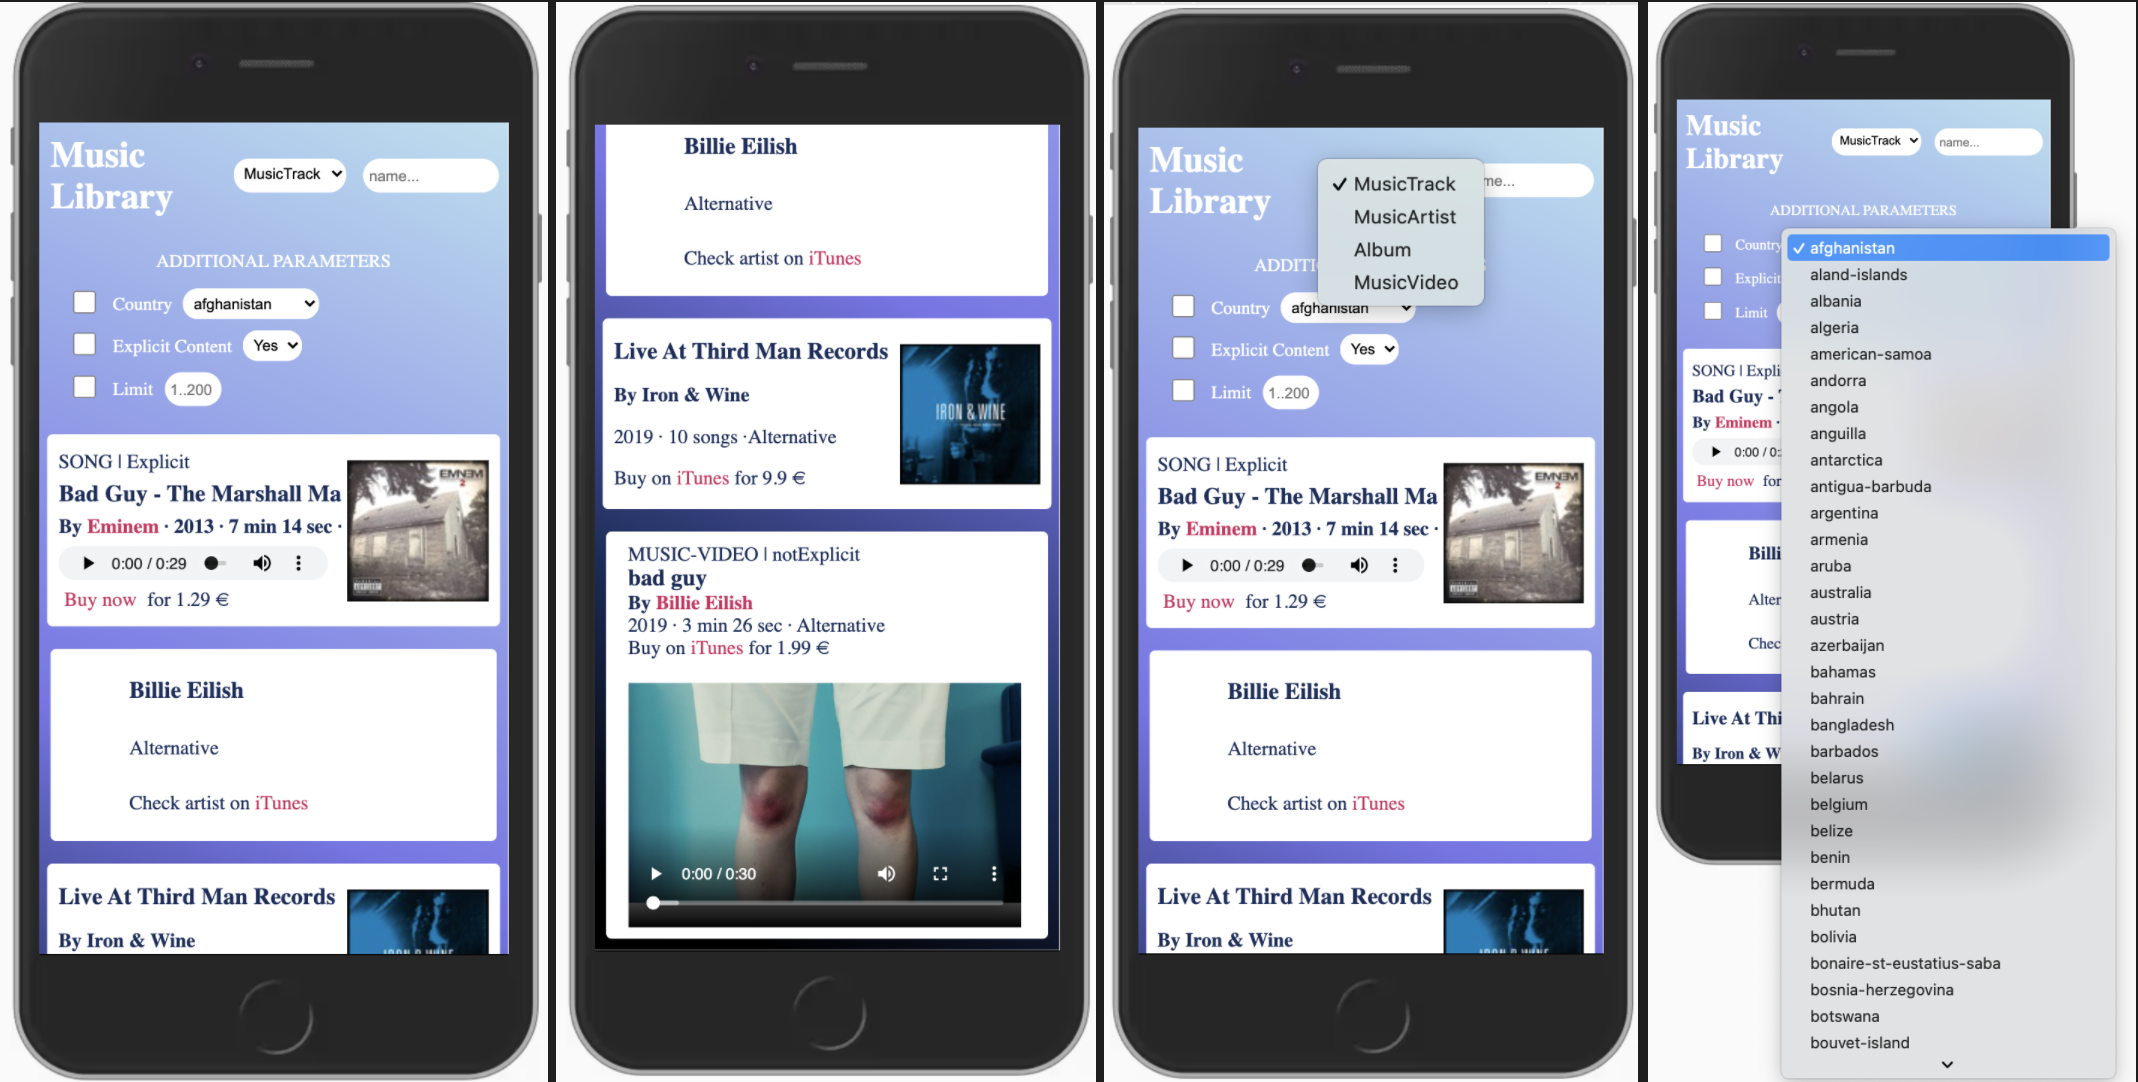 Music
Library
MusicTrack
name...
ADDITIONAL PARAMETERS
Country afghanistan
Explicit Content Yes
Limit 1..200
SONG | Explicit
Bad Guy - The Marshall Ma
By Eminem · 2013 · 7 min 14 sec ·
0:00 / 0:29
Buy now for 1.29 €
EMINEM
2
Billie Eilish
Alternative
Check artist on iTunes
Live At Third Man Records
By Iron & Wine
Billie Eilish
Alternative
Check artist on iTunes
Live At Third Man Records
By Iron & Wine
2019 · 10 songs ·Alternative
Buy on iTunes for 9.9 €
IRON & WINE
MUSIC-VIDEO | notExplicit
bad guy
By Billie Eilish
2019 · 3 min 26 sec · Alternative
Buy on iTunes for 1.99 €
0:00 / 0:30
Music
Library
MusicTrack
MusicArtist
Album
MusicVideo
me...
ADDITI
Country afghanistan
Explicit Content Yes
Limit 1..200
SONG | Explicit
Bad Guy - The Marshall Ma
By Eminem · 2013 · 7 min 14 sec ·
0:00 / 0:29
Buy now for 1.29 €
EMINEM
2
Billie Eilish
Alternative
Check artist on iTunes
Live At Third Man Records
By Iron & Wine
Music
Library
MusicTrack
name...
ADDITIONAL PARAMETERS
Country
Explicit
Limit
SONG | Expli
Bad Guy -
By Eminem ·
0:00 / 0:
Buy now for
Billi
Alter
Chec
Live At Thi
By Iron & W
afghanistan
aland-islands
albania
algeria
american-samoa
andorra
angola
anguilla
antarctica
antigua-barbuda
argentina
armenia
aruba
australia
austria
azerbaijan
bahamas
bahrain
bangladesh
barbados
belarus
belgium
belize
benin
bermuda
bhutan
bolivia
bonaire-st-eustatius-saba
bosnia-herzegovina
botswana
bouvet-island